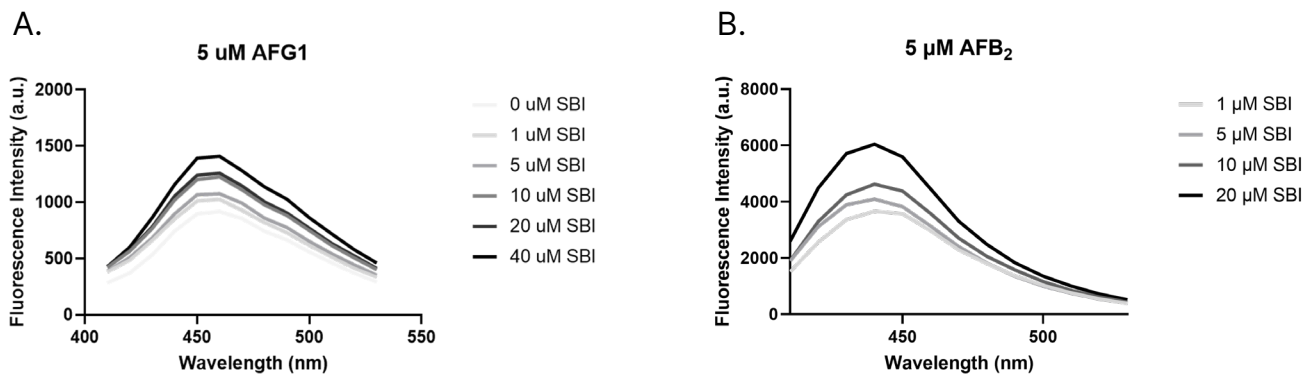 A.
5 uM AFG1
Fluorescence Intensity (a.u.)
2000
1500
1000
500
0
400
450
500
550
Wavelength (nm)
0 uM SBI
1 uM SBI
5 uM SBI
10 uM SBI
20 uM SBI
40 uM SBI
B.
5 µM AFB₂
Fluorescence Intensity (a.u.)
8000
6000
4000
2000
0
450
500
Wavelength (nm)
1 µM SBI
5 µM SBI
10 µM SBI
20 µM SBI